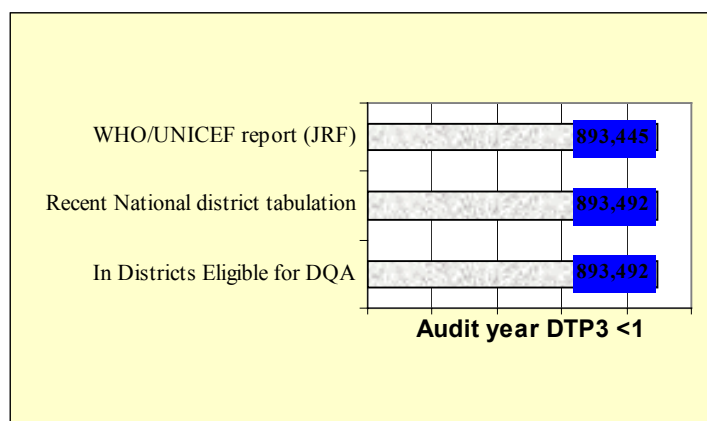 WHO/UNICEF report (JRF)
893,445
Recent National district tabulation
893,492
In Districts Eligible for DQA
893,492
Audit year DTP3 <1